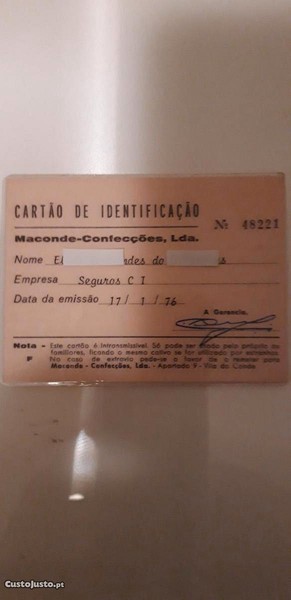 CARTÃO DE IDENTIFICAÇÃO
Nº 48221
Maconde-Confecções, Lda.
Nome E ndes do s
Empresa Seguros C I
Data da emissão 17 / 1 / 76
A Gerencia,
Nota - Este cartão é intransmissível. Só pode ser usado pelo próprio ou
familiares, ficando o mesmo cativo se for utilizado por estranhos.
P No caso de extravio pede-se o favor de o remeter para
Maconde - Confecções, Lda. - Apartado 9 - Vila do Conde
CustoJusto.pt